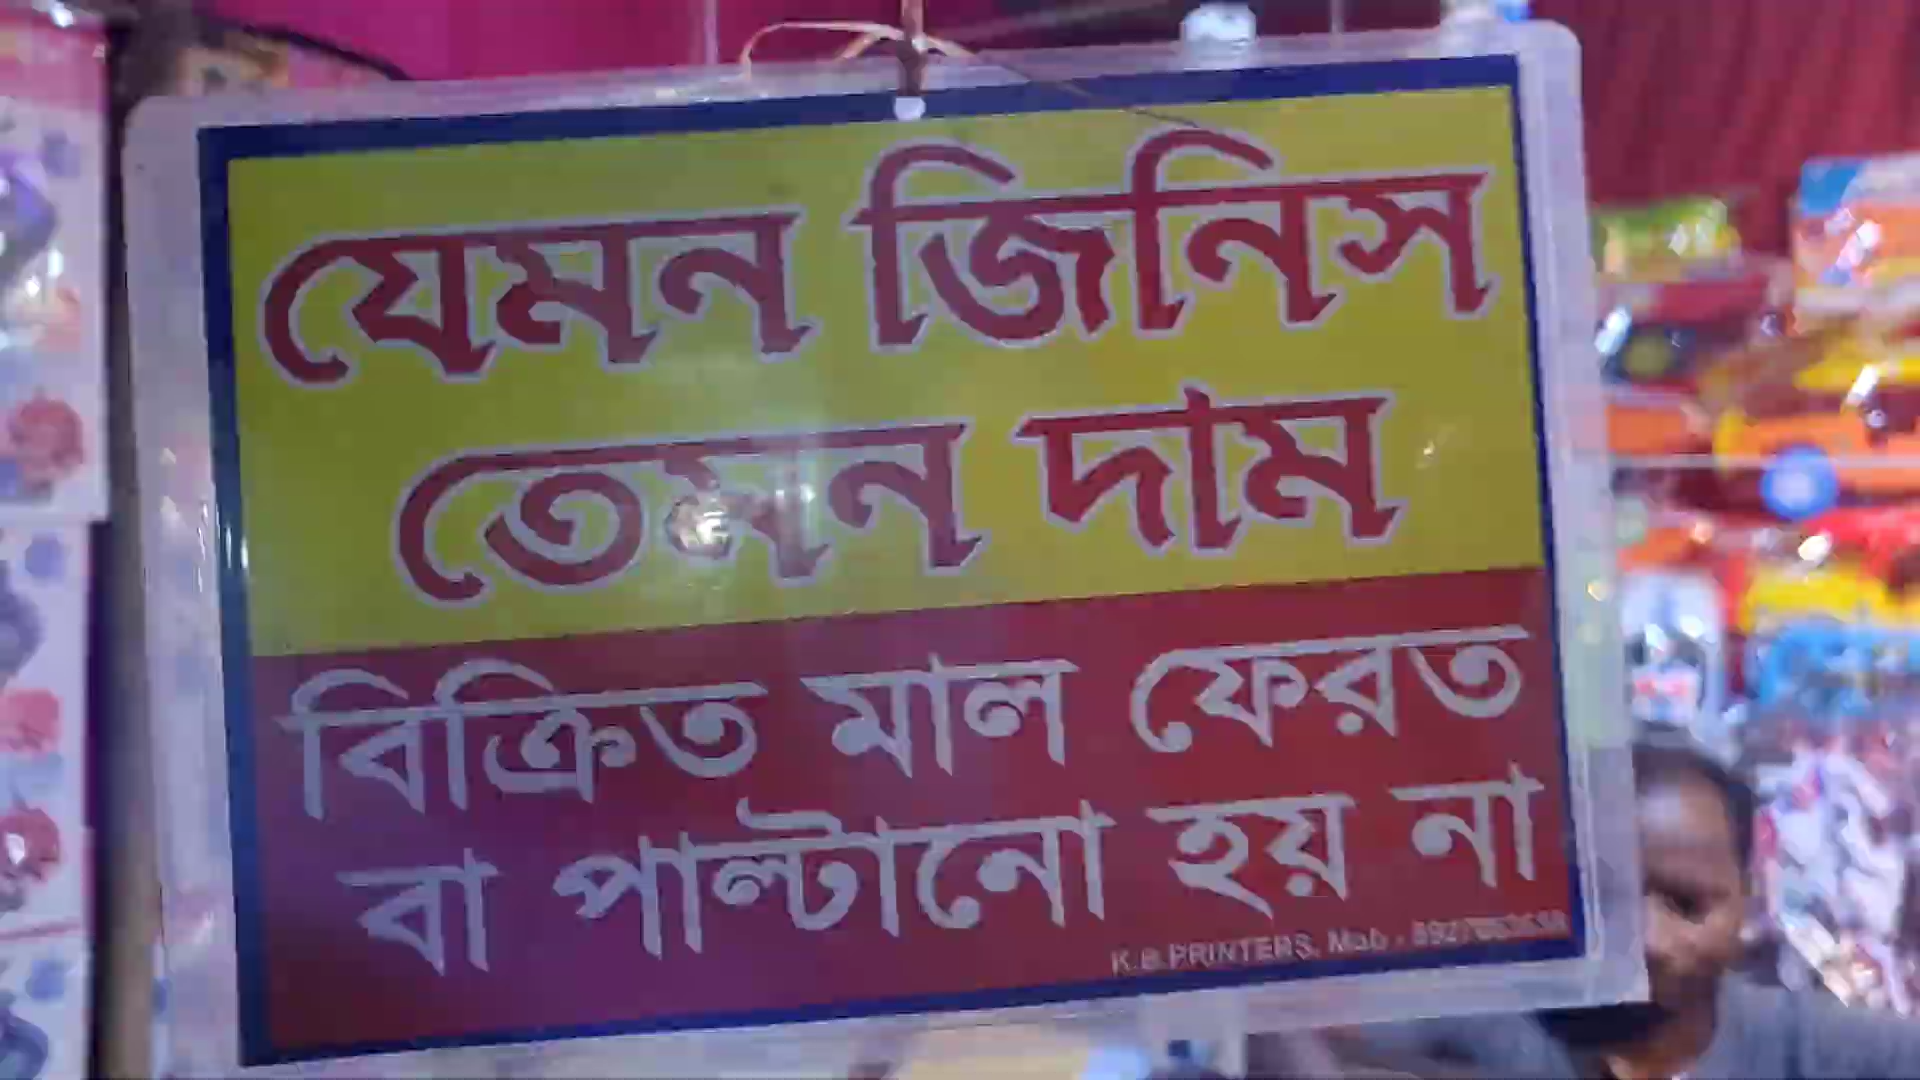 যেমন জিনিস
তেমন দাম
বিক্রিত মাল ফেরত
বা পাল্টানো হয় না
K.B.PRINTERS, Mob.